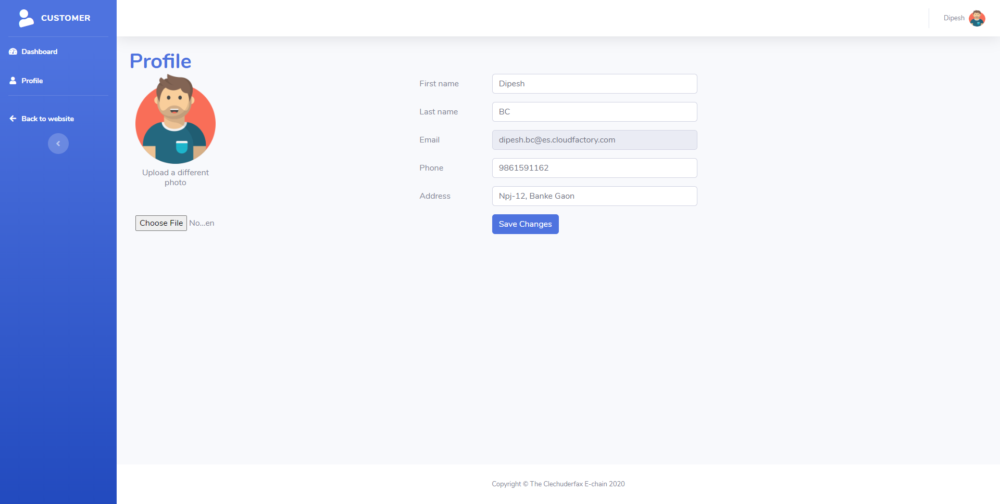 CUSTOMER
Dashboard
Profile
Back to website
Dipesh
Profile
Upload a different
photo
Choose File No...en
First name Dipesh
Last name BC
Email dipesh.bc@es.cloudfactory.com
Phone 9861591162
Address Npj-12, Banke Gaon
Save Changes
Copyright © The Clechuderfax E-chain 2020